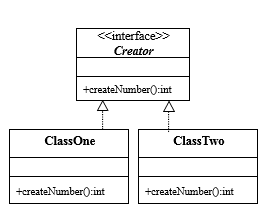 <<interface>>
Creator
+createNumber():int
ClassOne
+createNumber():int
ClassTwo
+createNumber():int